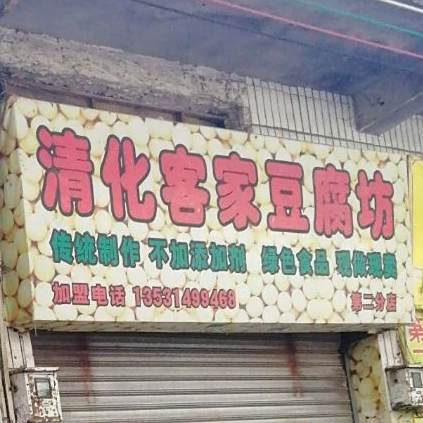 清化客家豆腐坊
传统制作 不加添加剂 绿色食品 现做现卖
加盟电话 13531499468 第二分店